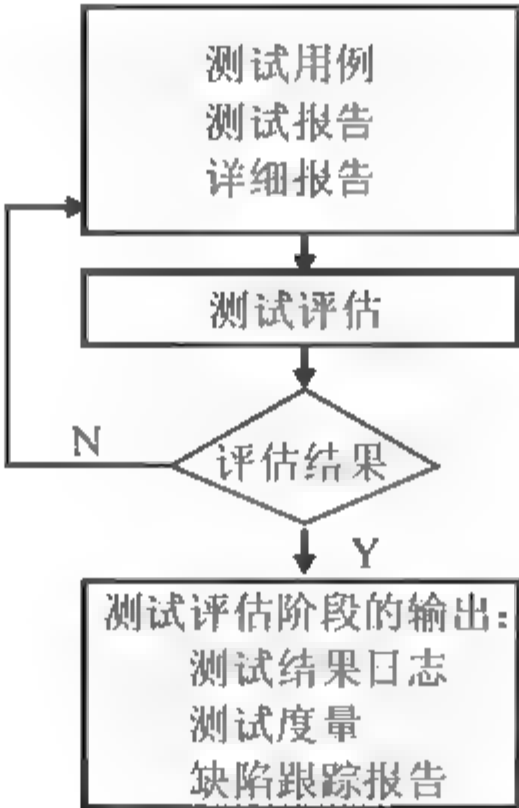 测试用例
测试报告
详细报告
测试评估
N
评估结果
Y
测试评估阶段的输出：
测试结果日志
测试度量
缺陷跟踪报告